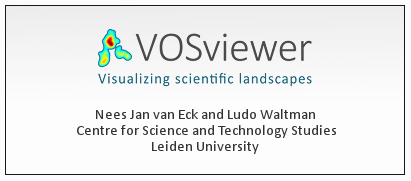 VOSviewer
Visualizing scientific landscapes
Nees Jan van Eck and Ludo Waltman
Centre for Science and Technology Studies
Leiden University